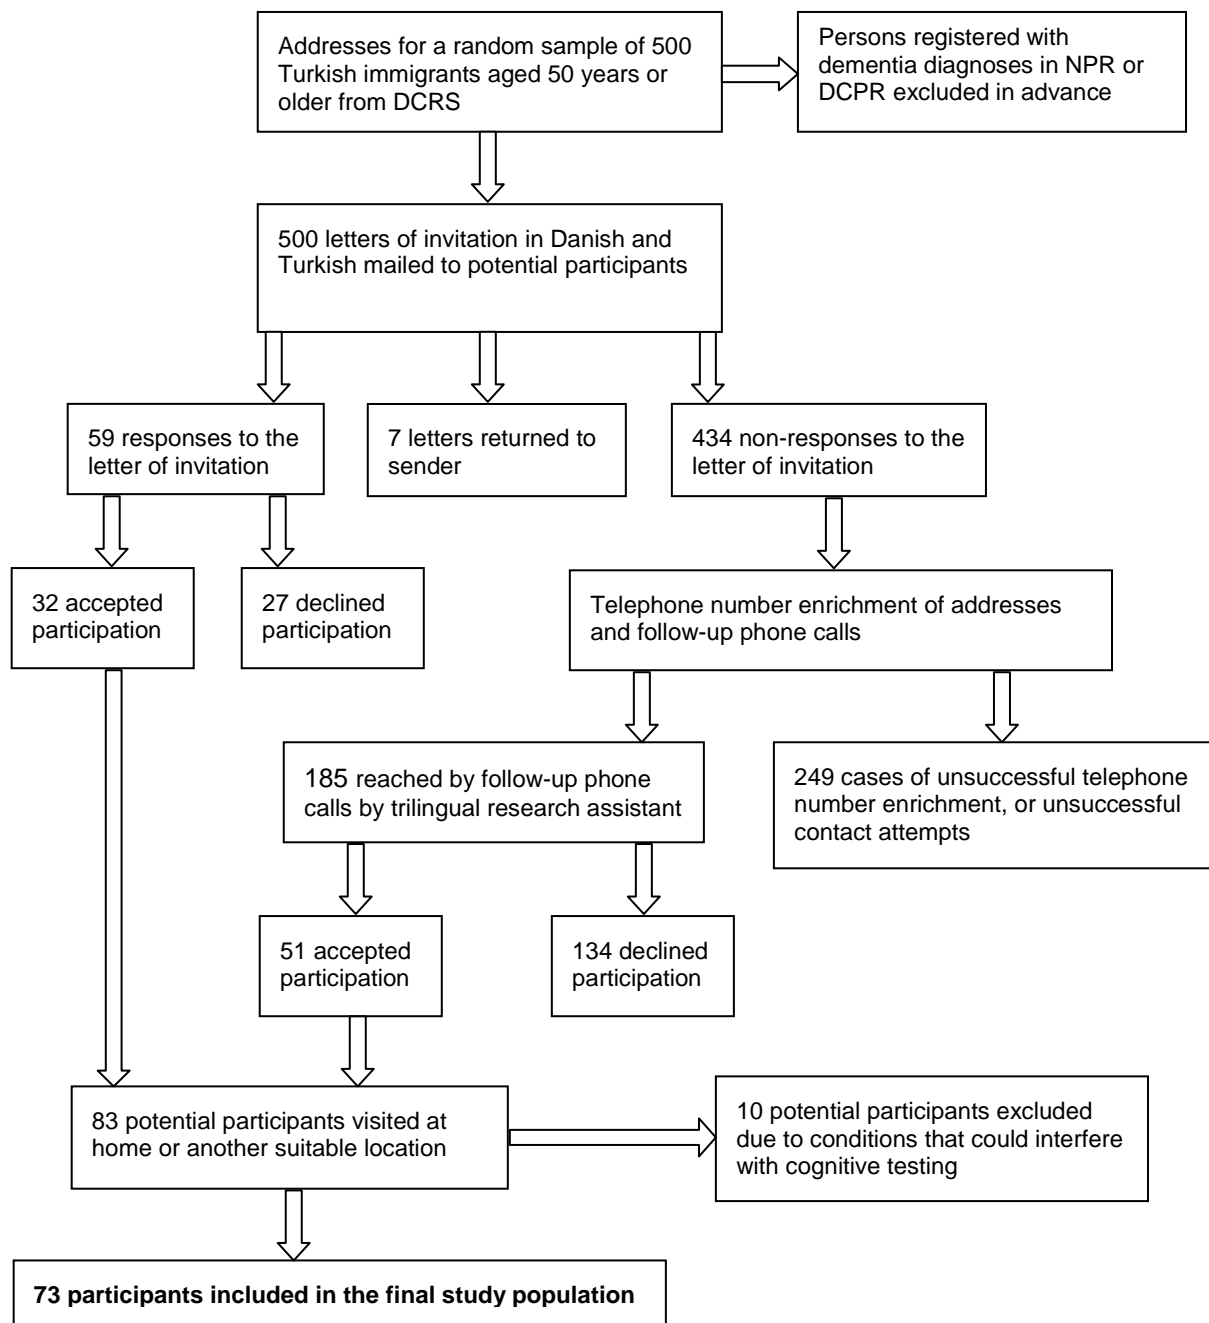 Addresses for a random sample of 500
Turkish immigrants aged 50 years or
older from DCRS
Persons registered with
dementia diagnoses in NPR or
DCPR excluded in advance
500 letters of invitation in Danish and
Turkish mailed to potential participants
59 responses to the
letter of invitation
7 letters returned to
sender
434 non-responses to the
letter of invitation
32 accepted
participation
27 declined
participation
Telephone number enrichment of addresses
and follow-up phone calls
185 reached by follow-up phone
calls by trilingual research assistant
249 cases of unsuccessful telephone
number enrichment, or unsuccessful
contact attempts
51 accepted
participation
134 declined
participation
83 potential participants visited at
home or another suitable location
10 potential participants excluded
due to conditions that could interfere
with cognitive testing
73 participants included in the final study population